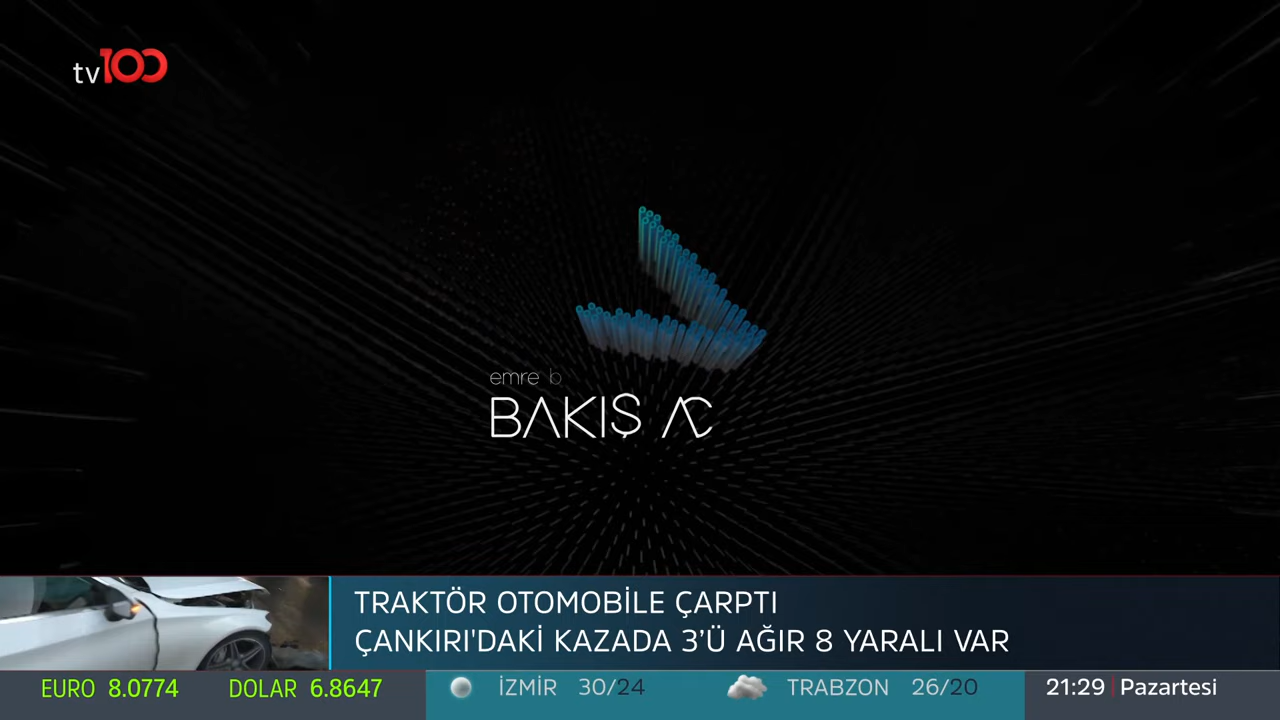 tv100
emre b
BAKIŞ AC
TRAKTÖR OTOMOBİLE ÇARPTI
ÇANKIRI'DAKİ KAZADA 3'Ü AĞIR 8 YARALI VAR
EURO 8.0774 DOLAR 6.8647 İZMİR 30/24 TRABZON 26/20 21:29 Pazartesi